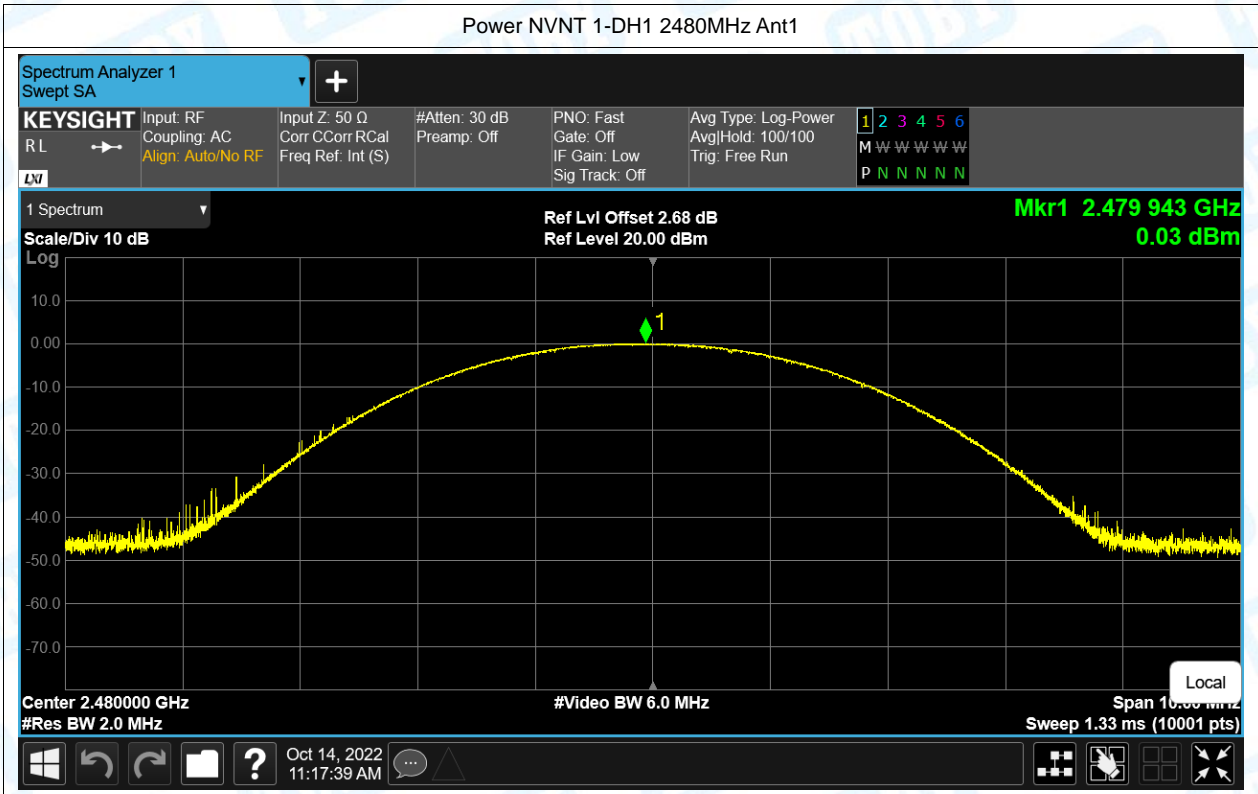 Power NVNT 1-DH1 2480MHz Ant1
Spectrum Analyzer 1
Swept SA
KEYSIGHT
R L
LXI
Input: RF
Coupling: AC
Align: Auto/No RF
Input Z: 50 Ω
Corr CCorr RCal
Freq Ref: Int (S)
#Atten: 30 dB
Preamp: Off
PNO: Fast
Gate: Off
IF Gain: Low
Sig Track: Off
Avg Type: Log-Power
Avg|Hold: 100/100
Trig: Free Run
1 2 3 4 5 6
M W W W W W
P N N N N N
1 Spectrum
Scale/Div 10 dB
Ref Lvl Offset 2.68 dB
Ref Level 20.00 dBm
Mkr1 2.479 943 GHz
0.03 dBm
Log
10.0
0.00
-10.0
-20.0
-30.0
-40.0
-50.0
-60.0
-70.0
1
Local
Center 2.480000 GHz
#Res BW 2.0 MHz
#Video BW 6.0 MHz
Span 10.00 MHz
Sweep 1.33 ms (10001 pts)
?
Oct 14, 2022
11:17:39 AM